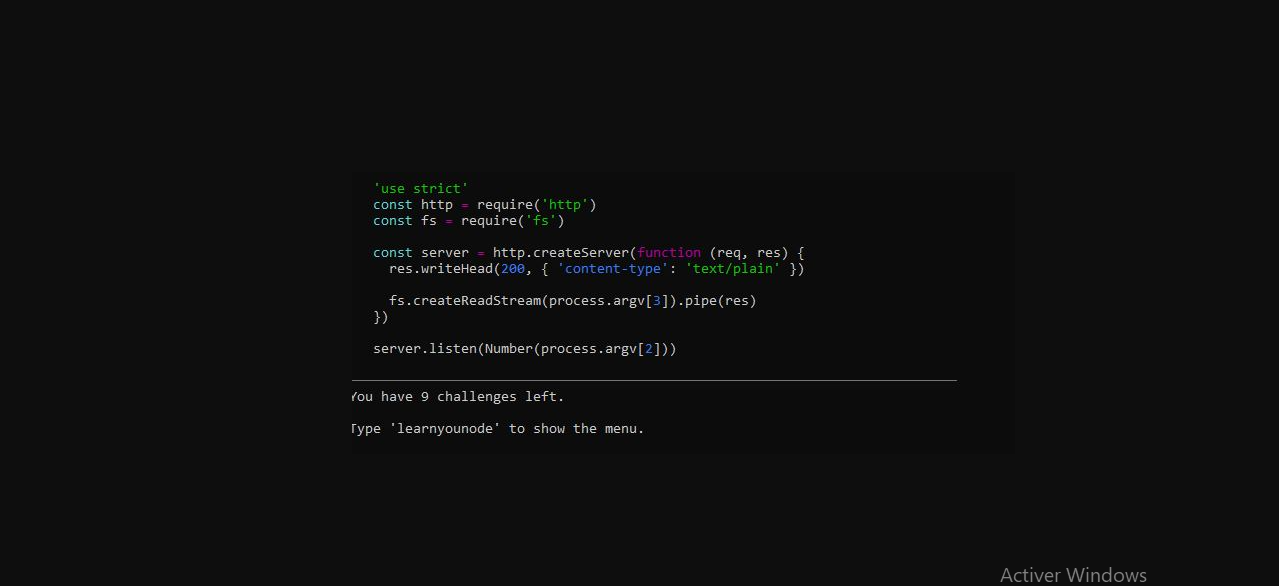 'use strict'
const http = require('http')
const fs = require('fs')
const server = http.createServer(function (req, res) {
res.writeHead(200, { 'content-type': 'text/plain' })
fs.createReadStream(process.argv[3]).pipe(res)
})
server.listen(Number(process.argv[2]))
You have 9 challenges left.
Type 'learnyounode' to show the menu.
Activer Windows